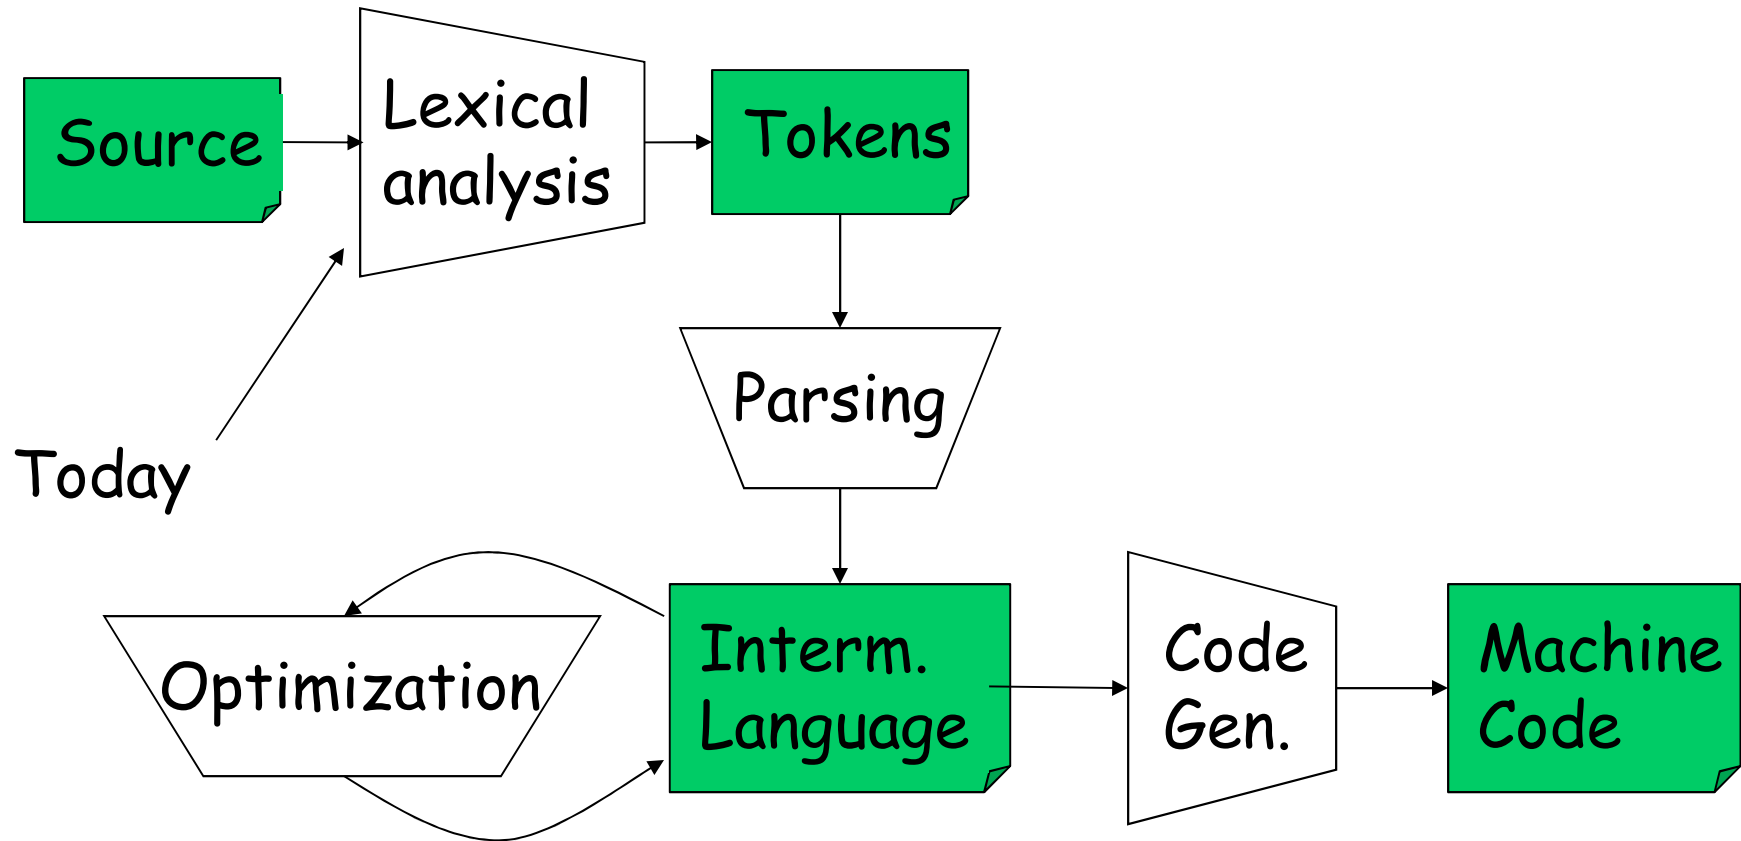 Source
Lexical
analysis
Tokens
Parsing
Today
Optimization
Interm.
Language
Code
Gen.
Machine
Code